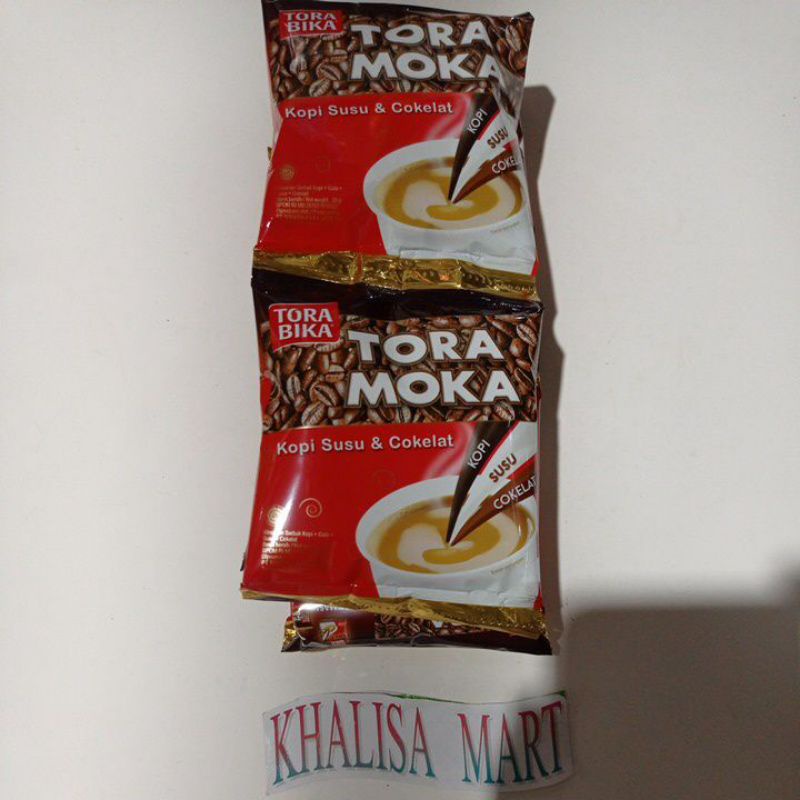 TORA
BIKA
TORA
MOKA
Kopi Susu & Cokelat
KOPI
SUSU
COKELAT
TORA
BIKA
TORA
MOKA
Kopi Susu & Cokelat
KOPI
SUSU
COKELAT
KHALISA MART